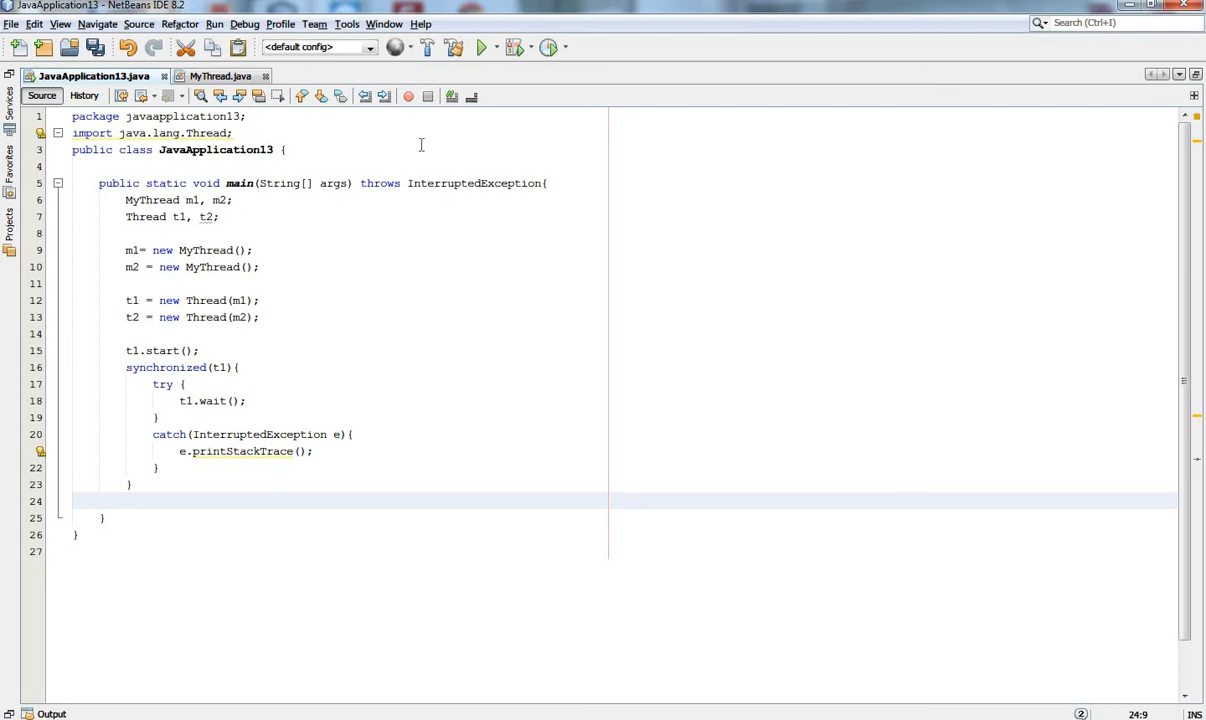 JavaApplication13 - NetBeans IDE 8.2
File Edit View Navigate Source Refactor Run Debug Profile Team Tools Window Help
Search (Ctrl+I)
<default config>
JavaApplication13.java MyThread.java
Source History
Services
Favorites
Projects
1 package javaapplication13;
import java.lang.Thread;
3 public class JavaApplication13 {
4
5 public static void main(String[] args) throws InterruptedException{
6 MyThread m1, m2;
7 Thread t1, t2;
8
9 m1= new MyThread();
10 m2 = new MyThread();
11
12 t1 = new Thread(m1);
13 t2 = new Thread(m2);
14
15 t1.start();
16 synchronized(t1){
17 try {
18 t1.wait();
19 }
20 catch(InterruptedException e){
e.printStackTrace();
22 }
23 }
24
25 }
26 }
27
Output
2
24:9
INS